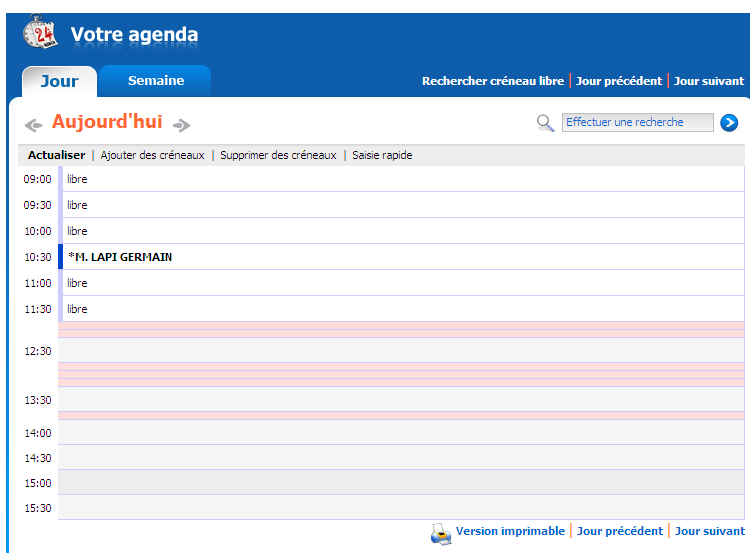 24
Votre agenda
Jour Semaine Rechercher créneau libre | Jour précédent | Jour suivant
Aujourd'hui Effectuer une recherche
Actualiser | Ajouter des créneaux | Supprimer des créneaux | Saisie rapide
09:00 libre
09:30 libre
10:00 libre
10:30 *M. LAPI GERMAIN
11:00 libre
11:30 libre
12:30
13:30
14:00
14:30
15:00
15:30
Version imprimable | Jour précédent | Jour suivant